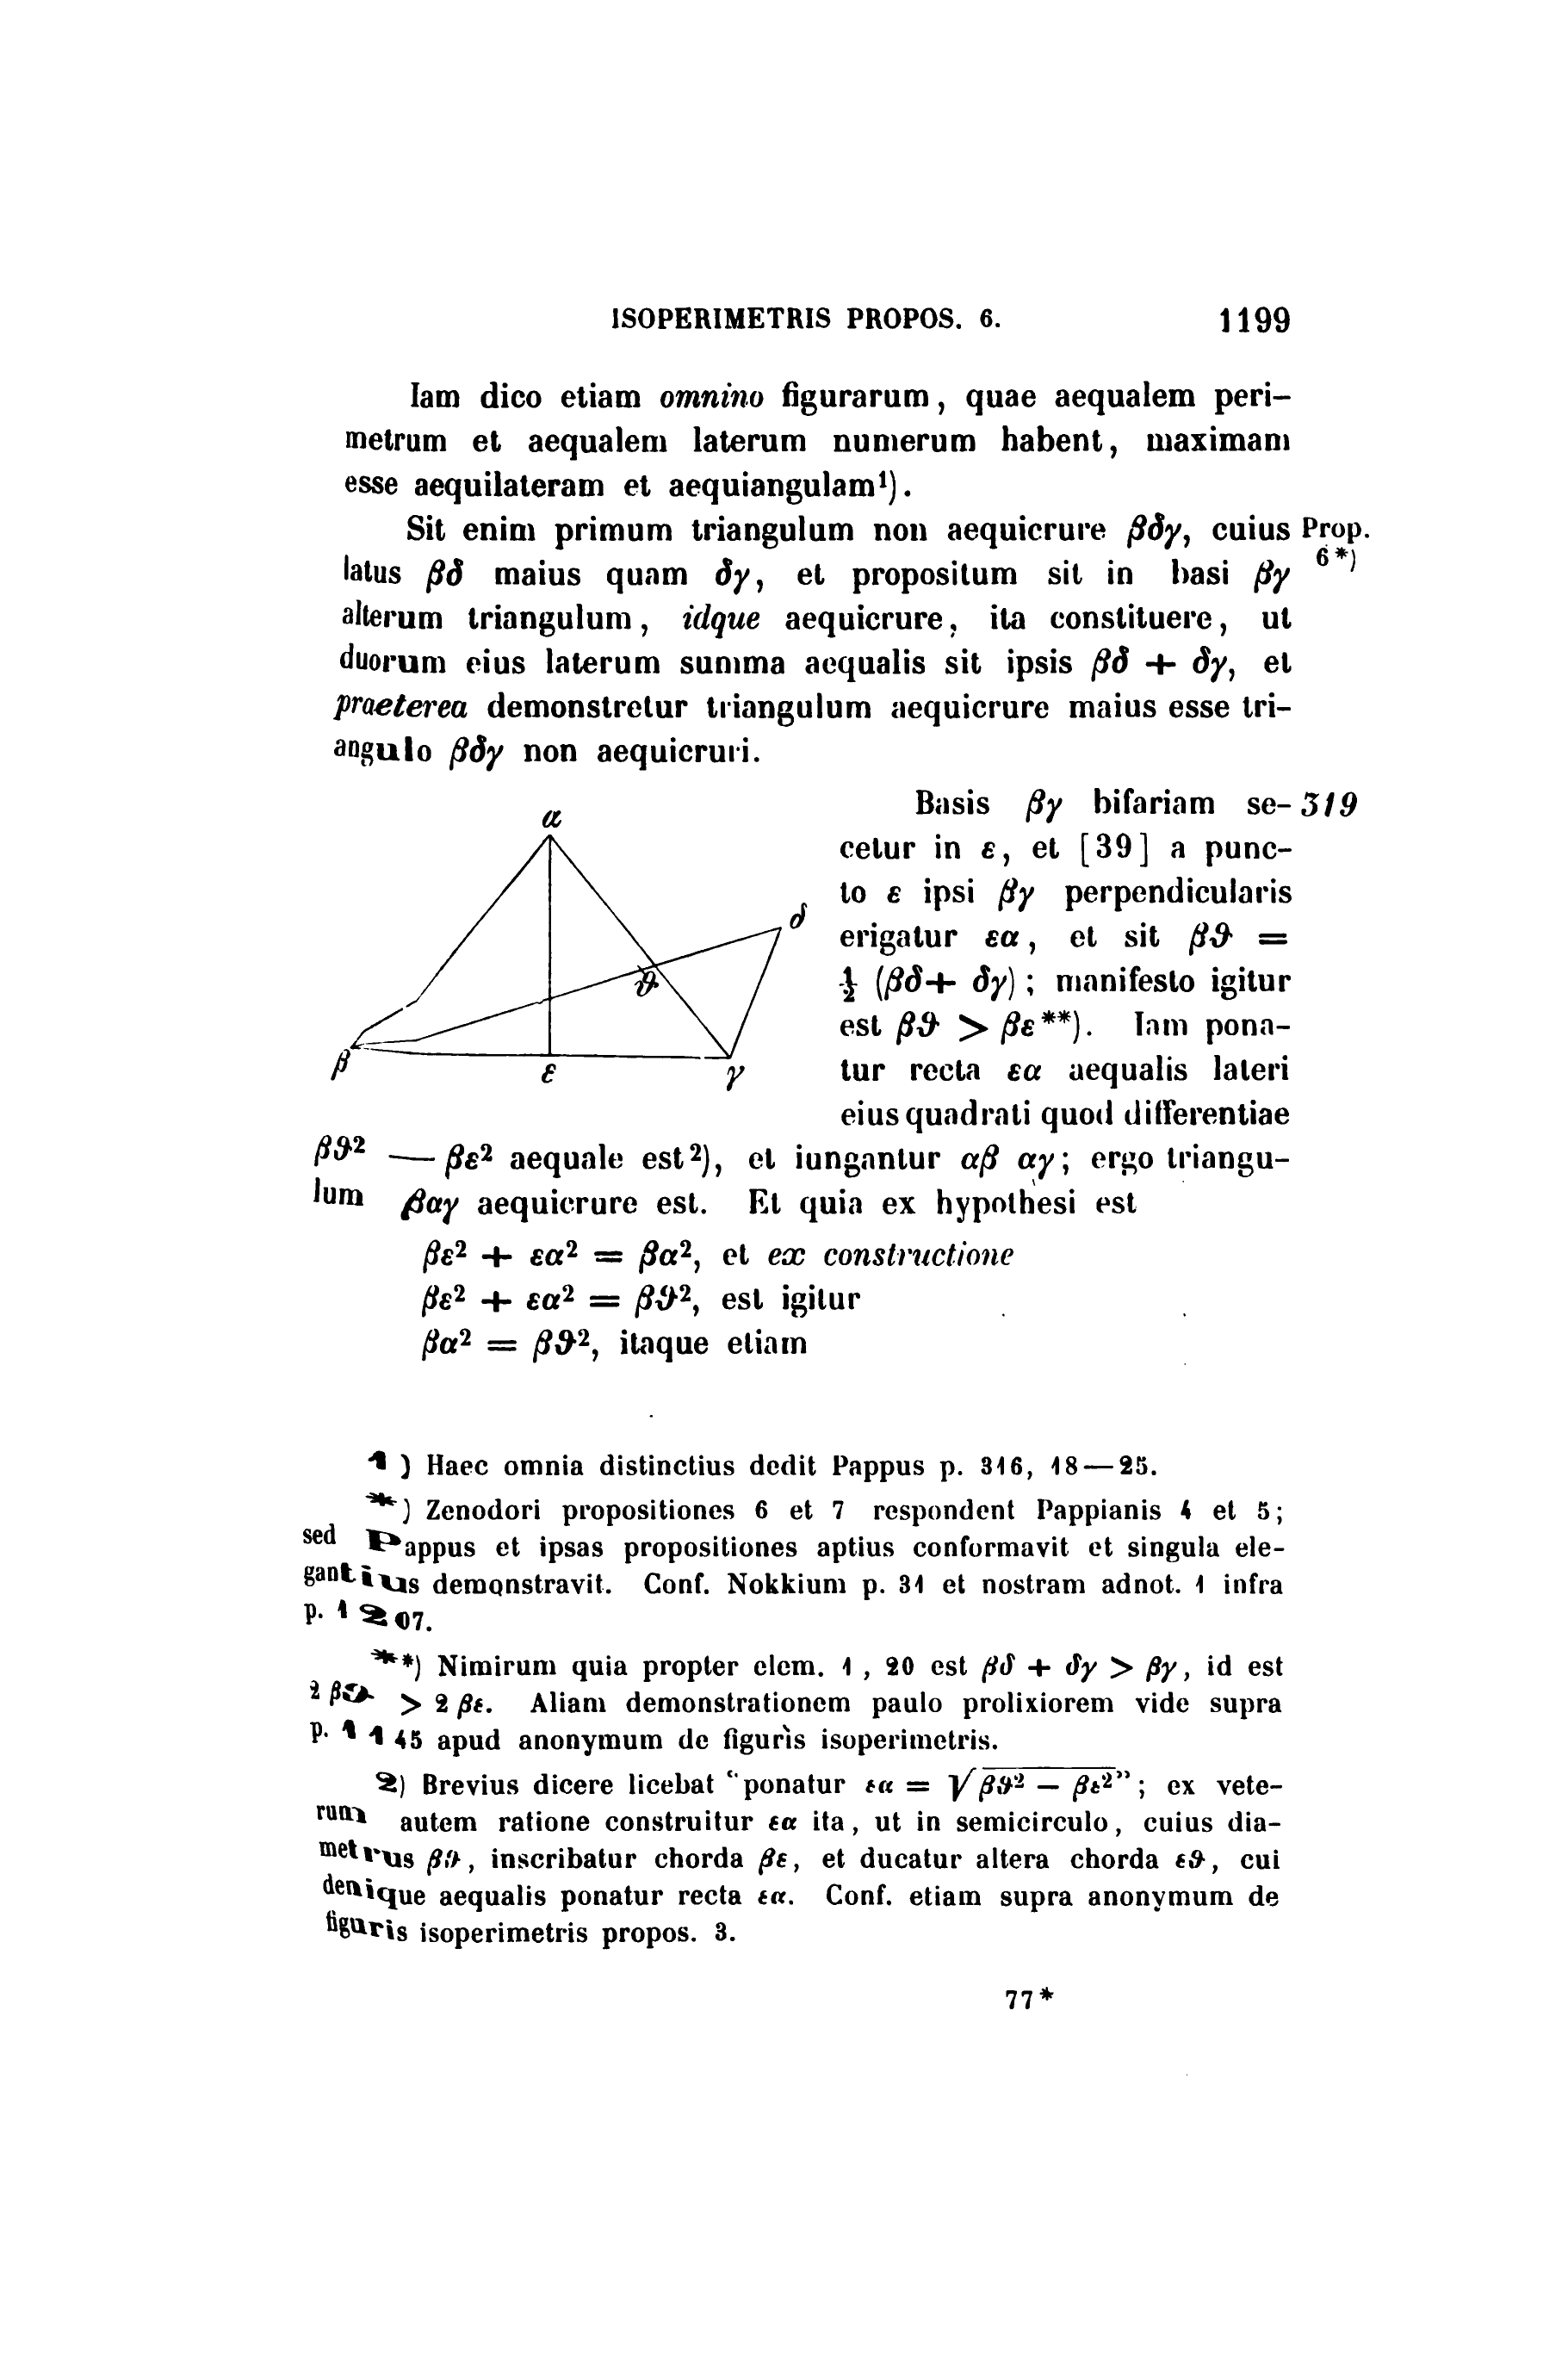 ISOPERIMETRIS PROPOS. 6. 1199
Iam dico etiam omnino figurarum, quae aequalem peri-
metrum et aequalem laterum numerum habent, maximam
esse aequilateram et aequiangulam¹).
Sit enim primum triangulum non aequicrure βδγ, cuius Prop.
latus βδ maius quam δγ, et propositum sit in basi βγ 6*)
alterum triangulum, idque aequicrure, ita constituere, ut
duorum eius laterum summa aequalis sit ipsis βδ + δγ, et
praeterea demonstretur triangulum aequicrure maius esse tri-
angulo βδγ non aequicruri.
Basis βγ bifariam se- 319
cetur in ε, et [39] a punc-
to ε ipsi βγ perpendicularis
erigatur εα, et sit βϑ =
½ (βδ + δγ); manifesto igitur
est βϑ > βε**). Iam pona-
tur recta εα aequalis lateri
eius quadrati quod differentiae
α
δ
ϑ
β
ε
γ
βϑ² — βε² aequale est²), et iungantur αβ αγ; ergo triangu-
lum βαγ aequicrure est. Et quia ex hypothesi est
βε² + εα² = βα², et ex constructione
βε² + εα² = βϑ², est igitur
βα² = βϑ², itaque etiam
1) Haec omnia distinctius dedit Pappus p. 316, 18—25.
*) Zenodori propositiones 6 et 7 respondent Pappianis 4 et 5;
sed Pappus et ipsas propositiones aptius conformavit et singula ele-
gantius demonstravit. Conf. Nokkium p. 31 et nostram adnot. 1 infra
p. 1207.
**) Nimirum quia propter elem. 1, 20 est βδ + δγ > βγ, id est
2 βϑ > 2 βε. Aliam demonstrationem paulo prolixiorem vide supra
p. 1145 apud anonymum de figuris isoperimetris.
2) Brevius dicere licebat “ponatur εα = √βϑ² — βε²”; ex vete-
rum autem ratione construitur εα ita, ut in semicirculo, cuius dia-
metrus βϑ, inscribatur chorda βε, et ducatur altera chorda εϑ, cui
denique aequalis ponatur recta εα. Conf. etiam supra anonymum de
figuris isoperimetris propos. 3.
77*